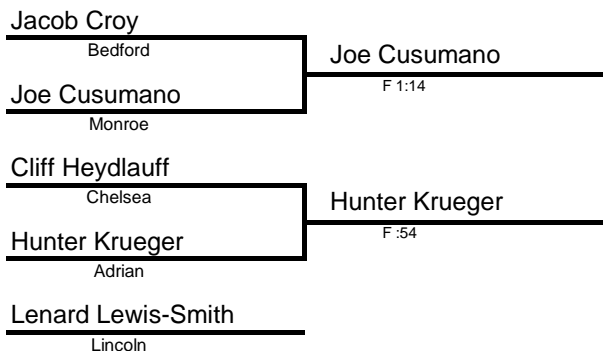 Jacob Croy
Bedford
Joe Cusumano
F 1:14
Joe Cusumano
Monroe
Cliff Heydlauff
Chelsea
Hunter Krueger
F :54
Hunter Krueger
Adrian
Lenard Lewis-Smith
Lincoln